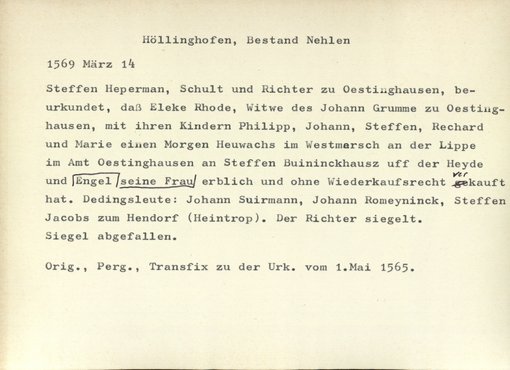 Höllinghofen, Bestand Nehlen
1569 März 14
Steffen Heperman, Schult und Richter zu Oestinghausen, be-
urkundet, daß Eleke Rhode, Witwe des Johann Grumme zu Oesting-
hausen, mit ihren Kindern Philipp, Johann, Steffen, Rechard
und Marie einen Morgen Heuwachs im Westmersch an der Lippe
im Amt Oestinghausen an Steffen Buininckhausz uff der Heyde
und Engel seine Frau erblich und ohne Wiederkaufsrecht verkauft
hat. Dedingsleute: Johann Suirmann, Johann Romeyninck, Steffen
Jacobs zum Hendorf (Heintrop). Der Richter siegelt.
Siegel abgefallen.
Orig., Perg., Transfix zu der Urk. vom 1.Mai 1565.